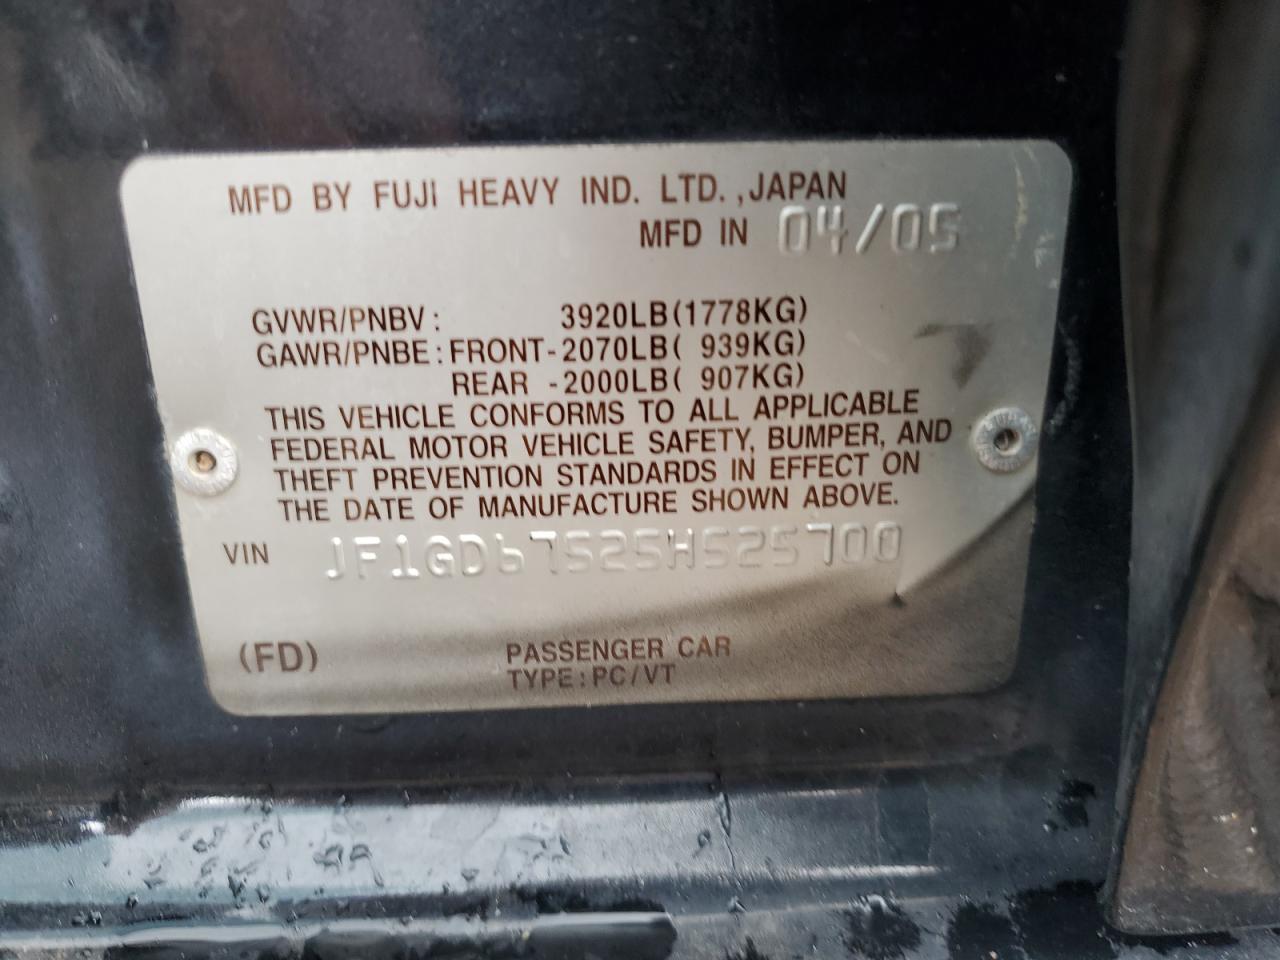 MFD BY FUJI HEAVY IND. LTD. ,JAPAN
MFD IN 04/05
GVWR/PNBV: 3920LB(1778KG)
GAWR/PNBE:FRONT-2070LB( 939KG)
REAR -2000LB( 907KG)
THIS VEHICLE CONFORMS TO ALL APPLICABLE
FEDERAL MOTOR VEHICLE SAFETY, BUMPER, AND
THEFT PREVENTION STANDARDS IN EFFECT ON
THE DATE OF MANUFACTURE SHOWN ABOVE.
VIN JF1GD67525H525700
(FD) PASSENGER CAR
TYPE:PC/VT